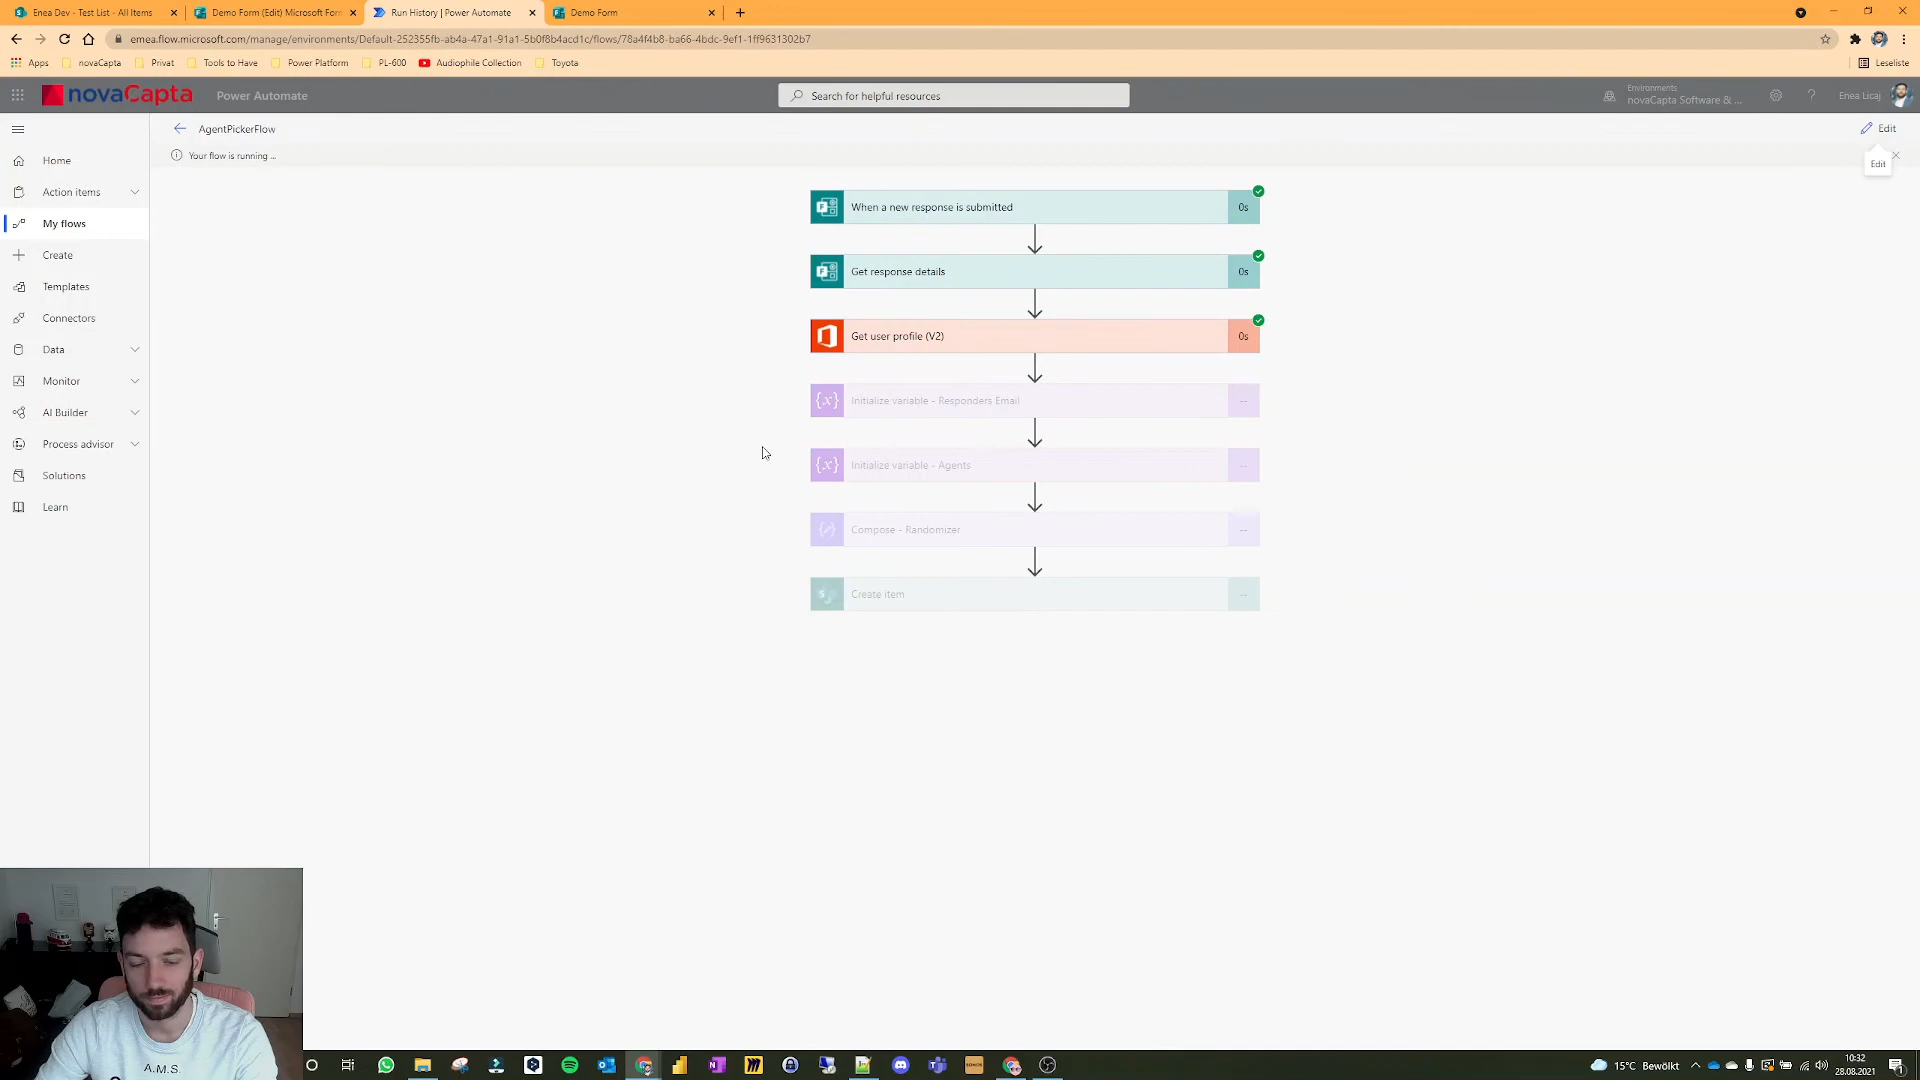 Enea Dev - Test List - All Items
Demo Form (Edit) Microsoft For
Run History | Power Automate
Demo Form
emea.flow.microsoft.com/manage/environments/Default-252355fb-ab4a-47a1-91a1-5b0f8b4acd1c/flows/78a4f4b8-ba66-4bdc-9ef1-1ff9631302b7
Apps
novaCapta
Privat
Tools to Have
Power Platform
PL-600
Audiophile Collection
Toyota
Leseliste
novaCapta
Power Automate
Search for helpful resources
Environments
novaCapta Software & ...
Enea Licaj
AgentPickerFlow
Edit
Your flow is running ...
Edit
Home
Action items
My flows
Create
Templates
Connectors
Data
Monitor
AI Builder
Process advisor
Solutions
Learn
When a new response is submitted
0s
Get response details
0s
Get user profile (V2)
0s
Initialize variable - Responders Email
--
Initialize variable - Agents
--
Compose - Randomizer
--
Create item
--
A.M.S.
15°C Bewölkt
10:32
28.08.2021